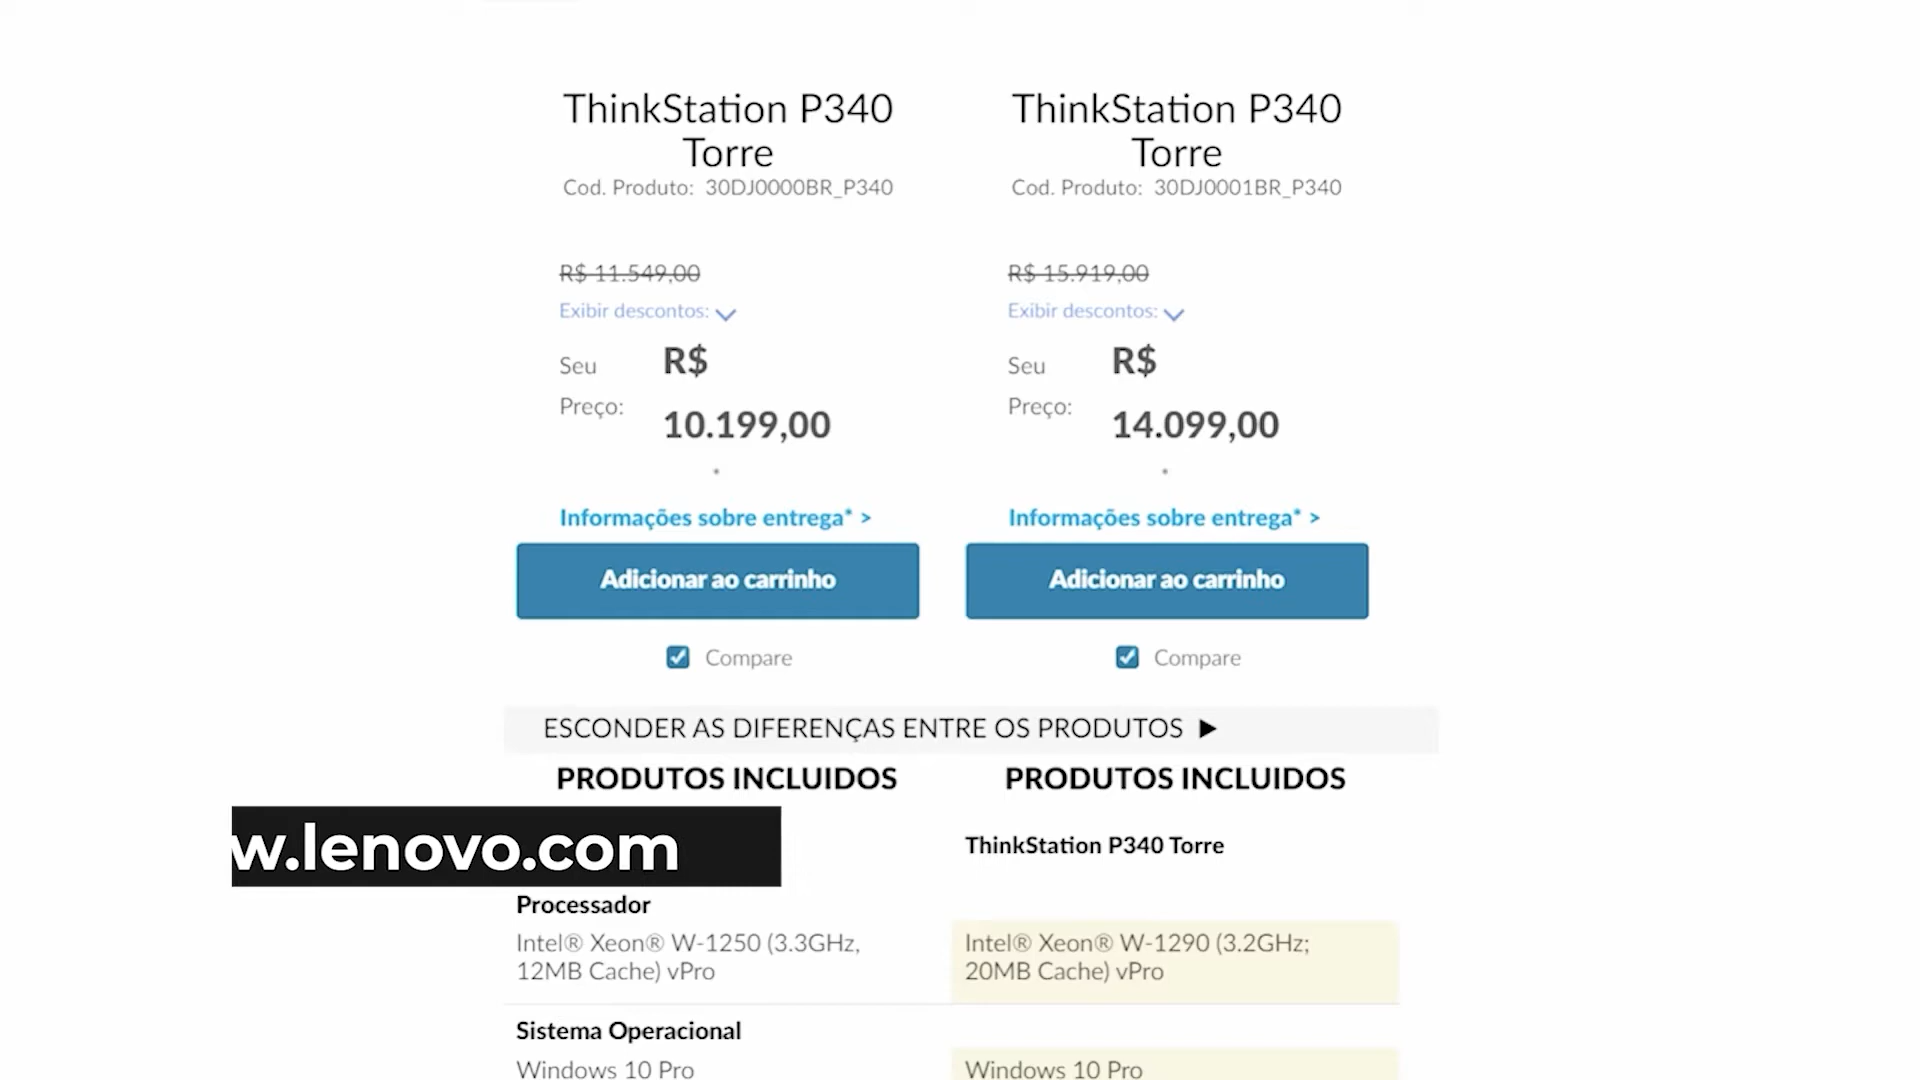 ThinkStation P340
Torre
Cod. Produto: 30DJ0000BR_P340
R$ 11.549,00
Exibir descontos:
Seu
Preço:
R$
10.199,00
*
Informações sobre entrega* >
Adicionar ao carrinho
Compare
ThinkStation P340
Torre
Cod. Produto: 30DJ0001BR_P340
R$ 15.919,00
Exibir descontos:
Seu
Preço:
R$
14.099,00
*
Informações sobre entrega* >
Adicionar ao carrinho
Compare
ESCONDER AS DIFERENÇAS ENTRE OS PRODUTOS ▶
PRODUTOS INCLUIDOS
PRODUTOS INCLUIDOS
w.lenovo.com
ThinkStation P340 Torre
Processador
Intel® Xeon® W-1250 (3.3GHz,
12MB Cache) vPro
Intel® Xeon® W-1290 (3.2GHz;
20MB Cache) vPro
Sistema Operacional
Windows 10 Pro
Windows 10 Pro